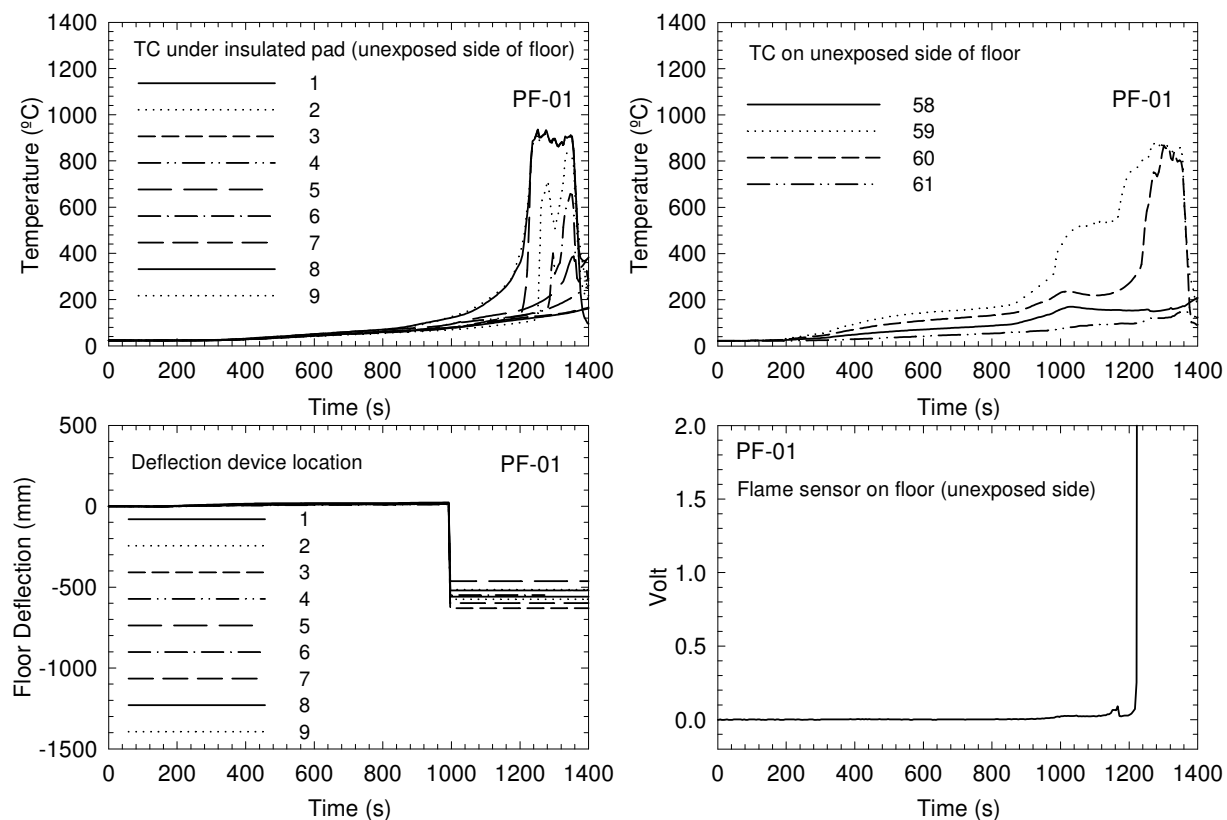 1400
1200
1000
800
600
400
200
0
Temperature (ºC)
TC under insulated pad (unexposed side of floor)
PF-01
1
2
3
4
5
6
7
8
9
0 200 400 600 800 1000 1200 1400
Time (s)
1400
1200
1000
800
600
400
200
0
Temperature (ºC)
TC on unexposed side of floor
PF-01
58
59
60
61
0 200 400 600 800 1000 1200 1400
Time (s)
500
0
-500
-1000
-1500
Floor Deflection (mm)
Deflection device location
PF-01
1
2
3
4
5
6
7
8
9
0 200 400 600 800 1000 1200 1400
Time (s)
2.0
1.5
1.0
0.5
0.0
Volt
PF-01
Flame sensor on floor (unexposed side)
0 200 400 600 800 1000 1200 1400
Time (s)